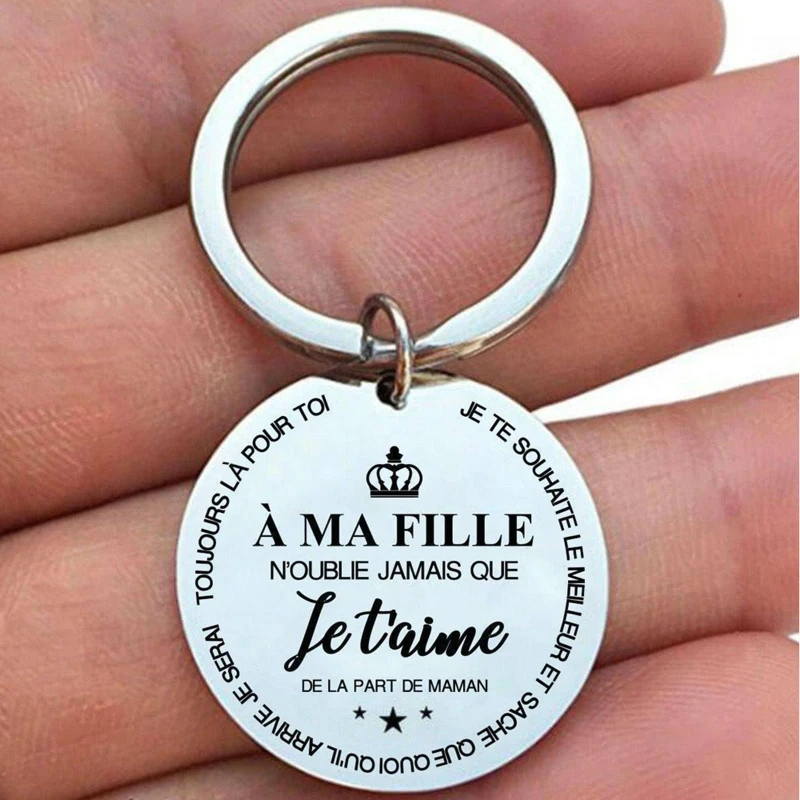 À MA FILLE
N'OUBLIE JAMAIS QUE
Je t'aime
DE LA PART DE MAMAN
JE TE SOUHAITE LE MEILLEUR ET SACHE QUE QUOI QU'IL ARRIVE JE SERAI TOUJOURS LÀ POUR TOI